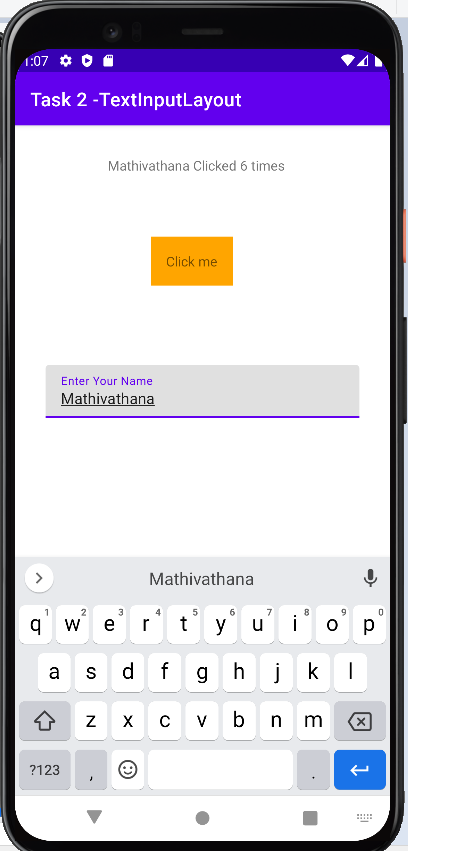 1:07
Task 2 -TextInputLayout
Mathivathana Clicked 6 times
Click me
Enter Your Name
Mathivathana
Mathivathana
1 2 3 4 5 6 7 8 9 0
q w e r t y u i o p
a s d f g h j k l
z x c v b n m
?123 , .